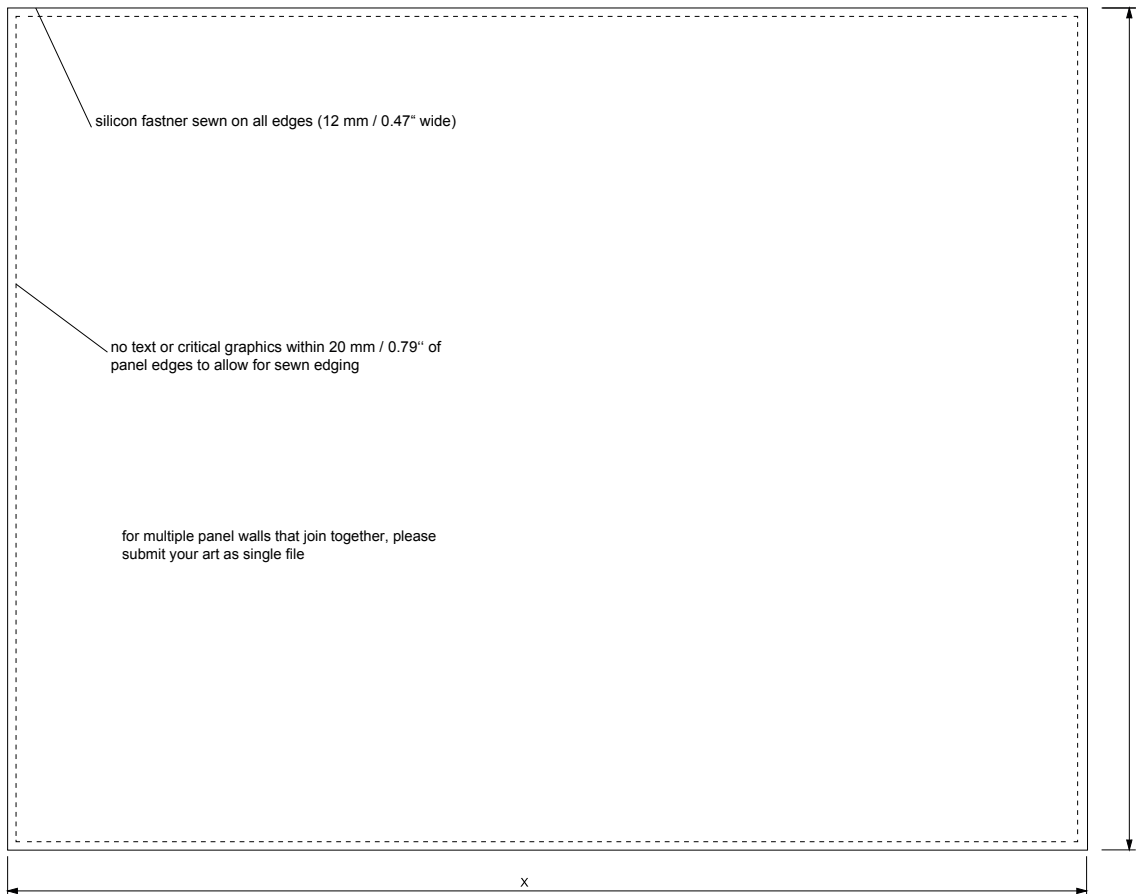 silicon fastner sewn on all edges (12 mm / 0.47“ wide)
no text or critical graphics within 20 mm / 0.79‘‘ of
panel edges to allow for sewn edging
for multiple panel walls that join together, please
submit your art as single file
X